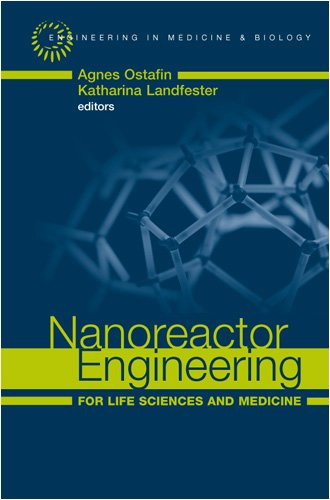 ENGINEERING IN MEDICINE & BIOLOGY
Agnes Ostafin
Katharina Landfester
editors
Nanoreactor
Engineering
FOR LIFE SCIENCES AND MEDICINE